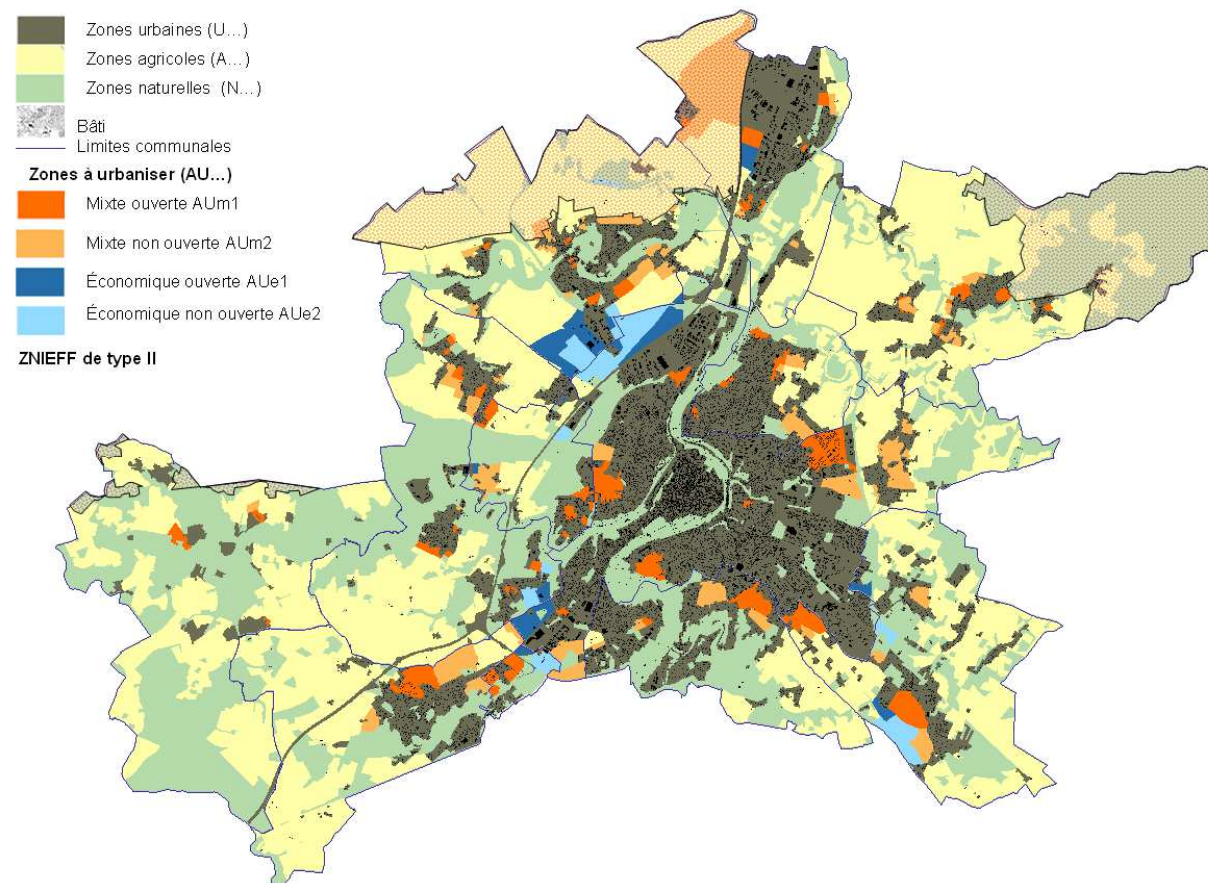 Zones urbaines (U...)
Zones agricoles (A...)
Zones naturelles (N...)
Bâti
Limites communales
Zones à urbaniser (AU...)
Mixte ouverte AUm1
Mixte non ouverte AUm2
Économique ouverte AUe1
Économique non ouverte AUe2
ZNIEFF de type II